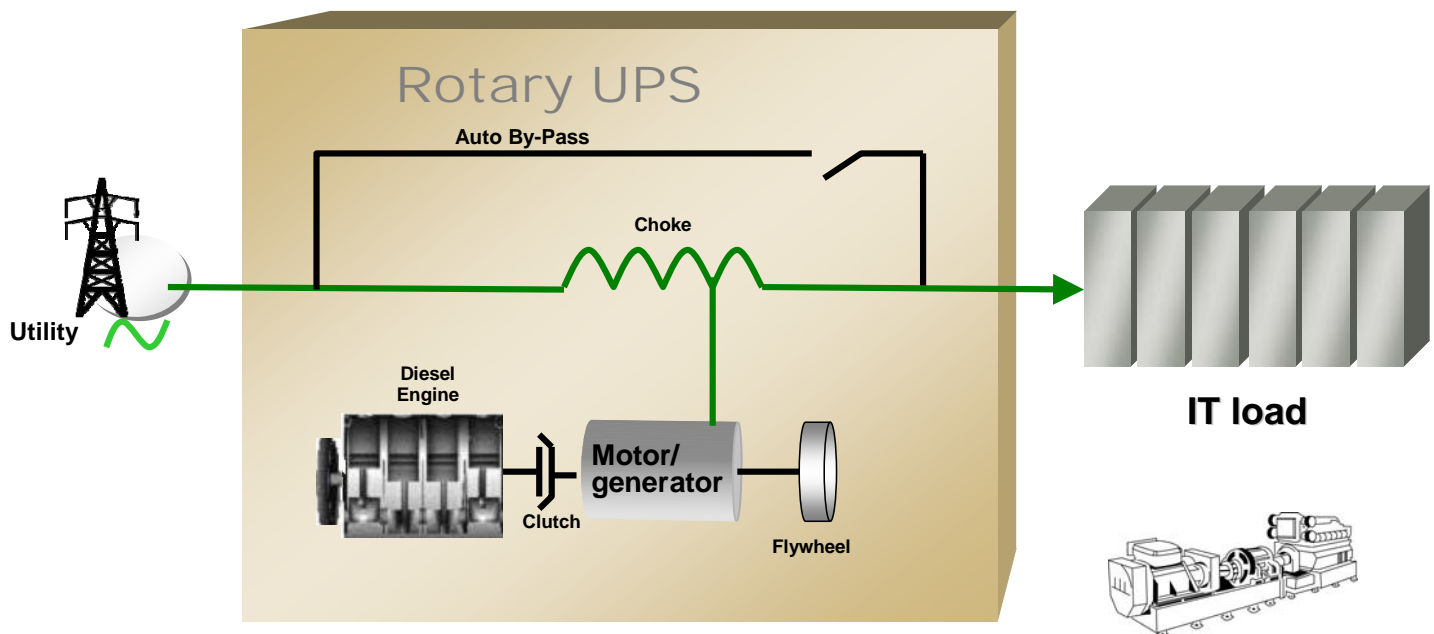 Rotary UPS
Auto By-Pass
Choke
Utility
Diesel
Engine
IT load
Motor/
generator
Clutch
Flywheel